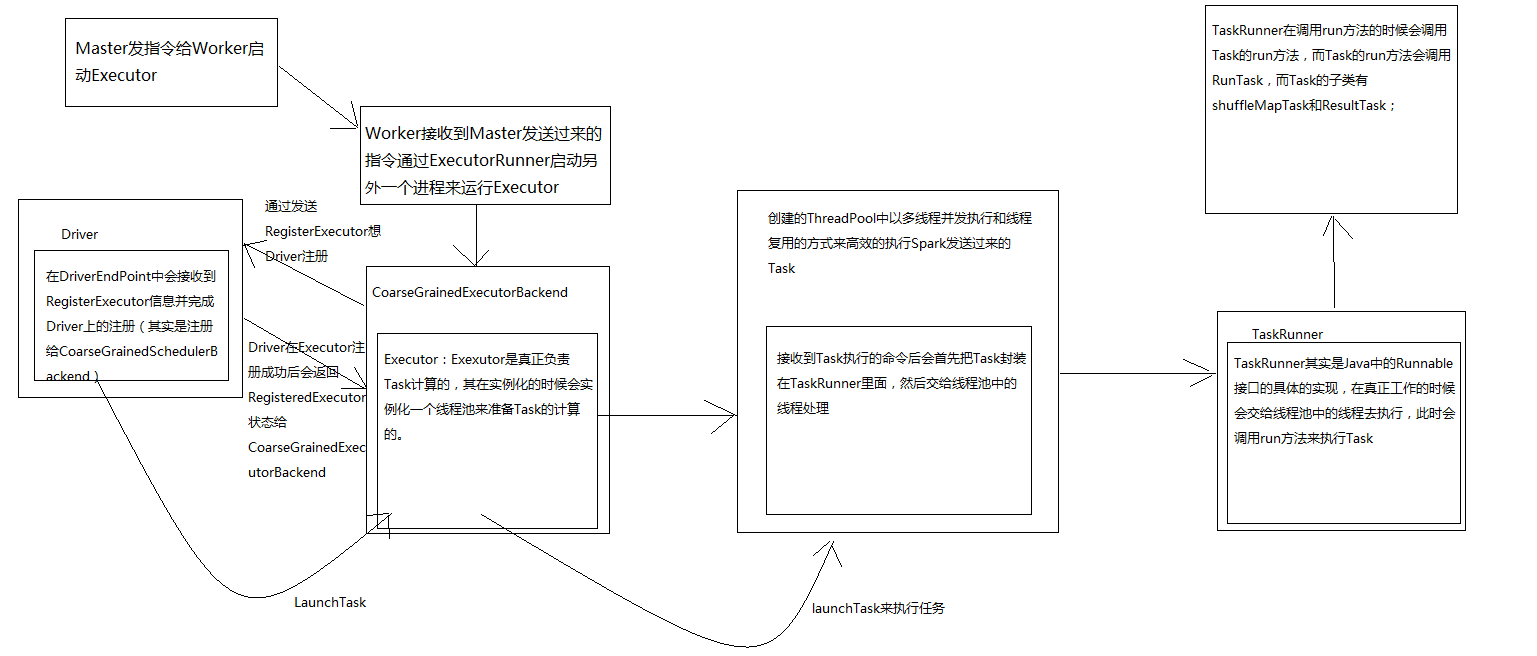 Master发指令给Worker启
动Executor
Worker接收到Master发送过来的
指令通过ExecutorRunner启动另
外一个进程来运行Executor
通过发送
RegisterExecutor想
Driver注册
Driver
在DriverEndPoint中会接收到
RegisterExecutor信息并完成
Driver上的注册（其实是注册
给CoarseGrainedSchedulerB
ackend）
Driver在Executor注
册成功后会返回
RegisteredExecutor
状态给
CoarseGrainedExec
utorBackend
CoarseGrainedExecutorBackend
Executor：Exexutor是真正负责
Task计算的，其在实例化的时候会实
例化一个线程池来准备Task的计算
的。
LaunchTask
创建的ThreadPool中以多线程并发执行和线程
复用的方式来高效的执行Spark发送过来的
Task
接收到Task执行的命令后会首先把Task封装
在TaskRunner里面，然后交给线程池中的
线程处理
launchTask来执行任务
TaskRunner
TaskRunner其实是Java中的Runnable
接口的具体的实现，在真正工作的时候
会交给线程池中的线程去执行，此时会
调用run方法来执行Task
TaskRunner在调用run方法的时候会调用
Task的run方法，而Task的run方法会调用
RunTask，而Task的子类有
shuffleMapTask和ResultTask；